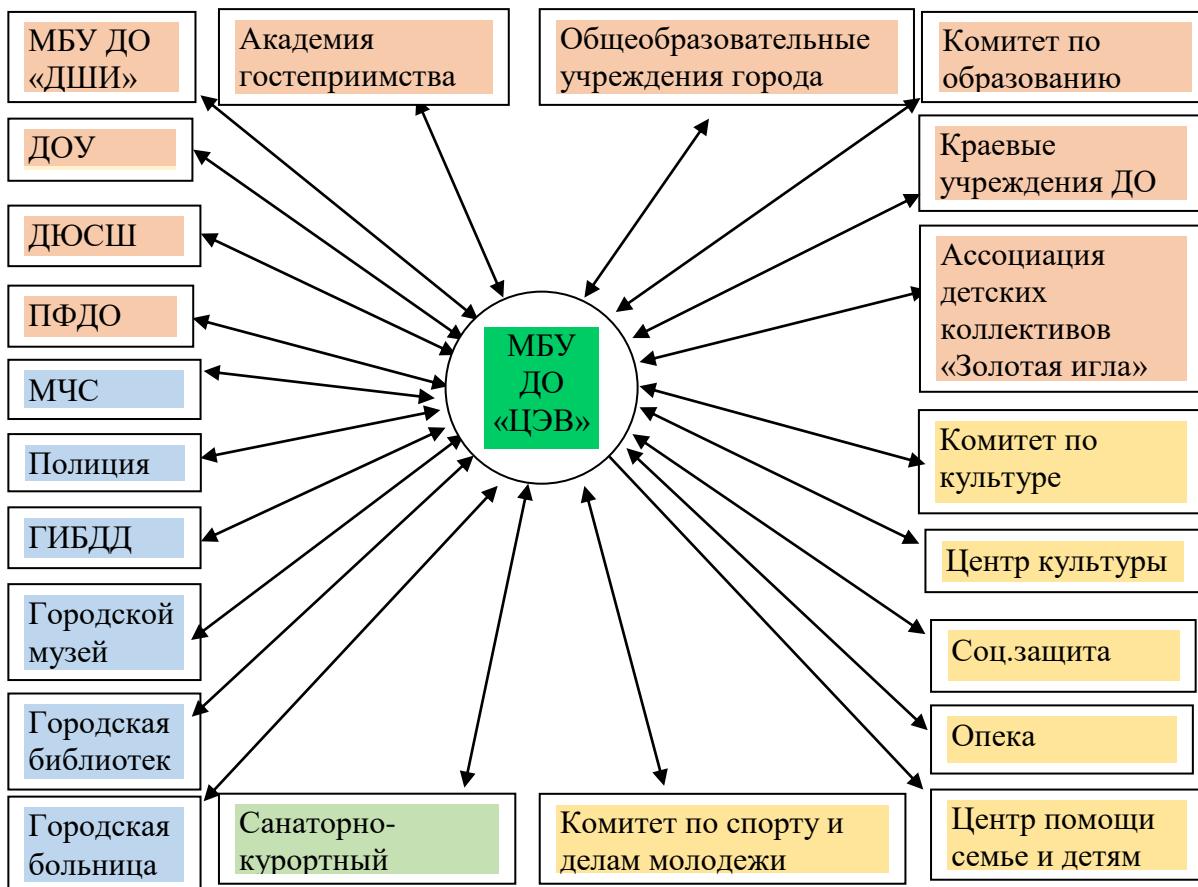 МБУ ДО
«ДШИ»
Академия
гостеприимства
Общеобразовательные
учреждения города
Комитет по
образованию
ДОУ
Краевые
учреждения ДО
ДЮСШ
Ассоциация
детских
коллективов
«Золотая игла»
ПФДО
МБУ
ДО
«ЦЭВ»
МЧС
Полиция
Комитет по
культуре
ГИБДД
Центр культуры
Городской
музей
Соц.защита
Городская
библиотек
Опека
Городская
больница
Санаторно-
курортный
Комитет по спорту и
делам молодежи
Центр помощи
семье и детям